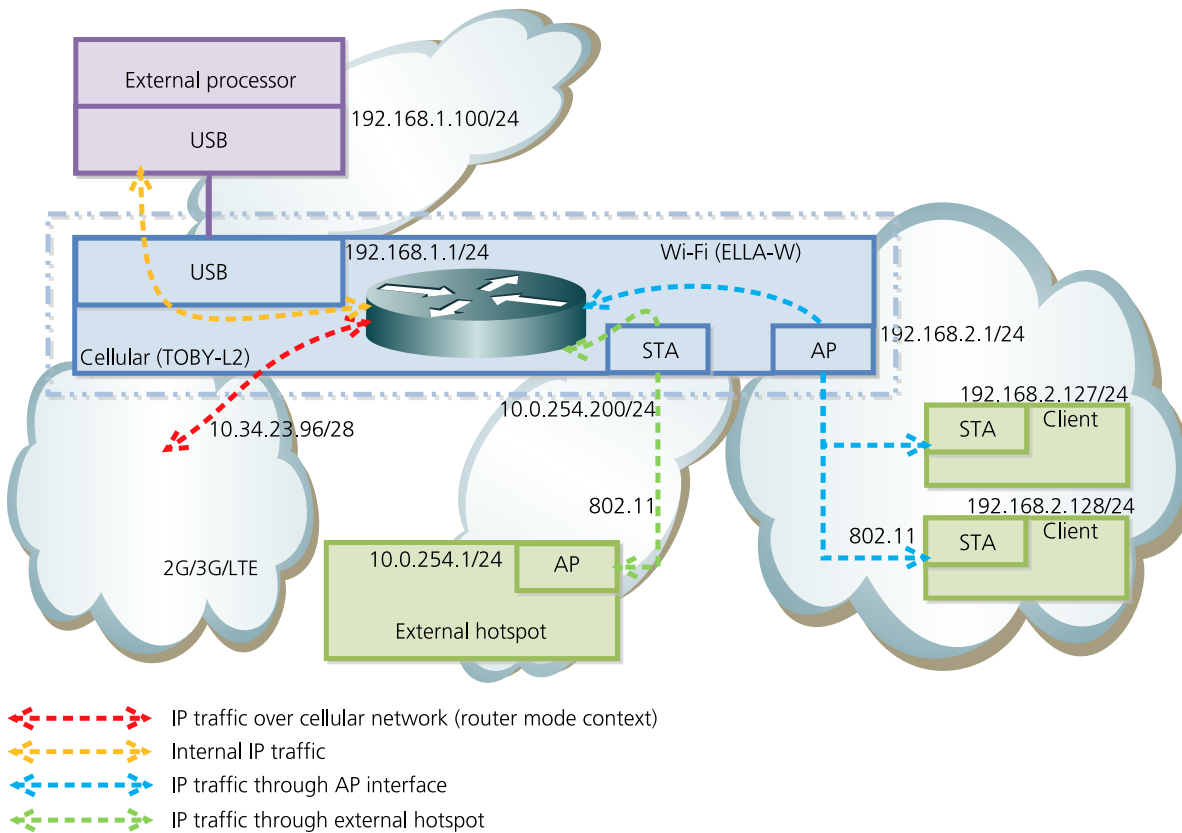 External processor
USB
192.168.1.100/24
USB
192.168.1.1/24
Wi-Fi (ELLA-W)
Cellular (TOBY-L2)
STA
AP
192.168.2.1/24
10.34.23.96/28
10.0.254.200/24
192.168.2.127/24
STA
Client
802.11
192.168.2.128/24
802.11
STA
Client
2G/3G/LTE
10.0.254.1/24
AP
External hotspot
IP traffic over cellular network (router mode context)
Internal IP traffic
IP traffic through AP interface
IP traffic through external hotspot